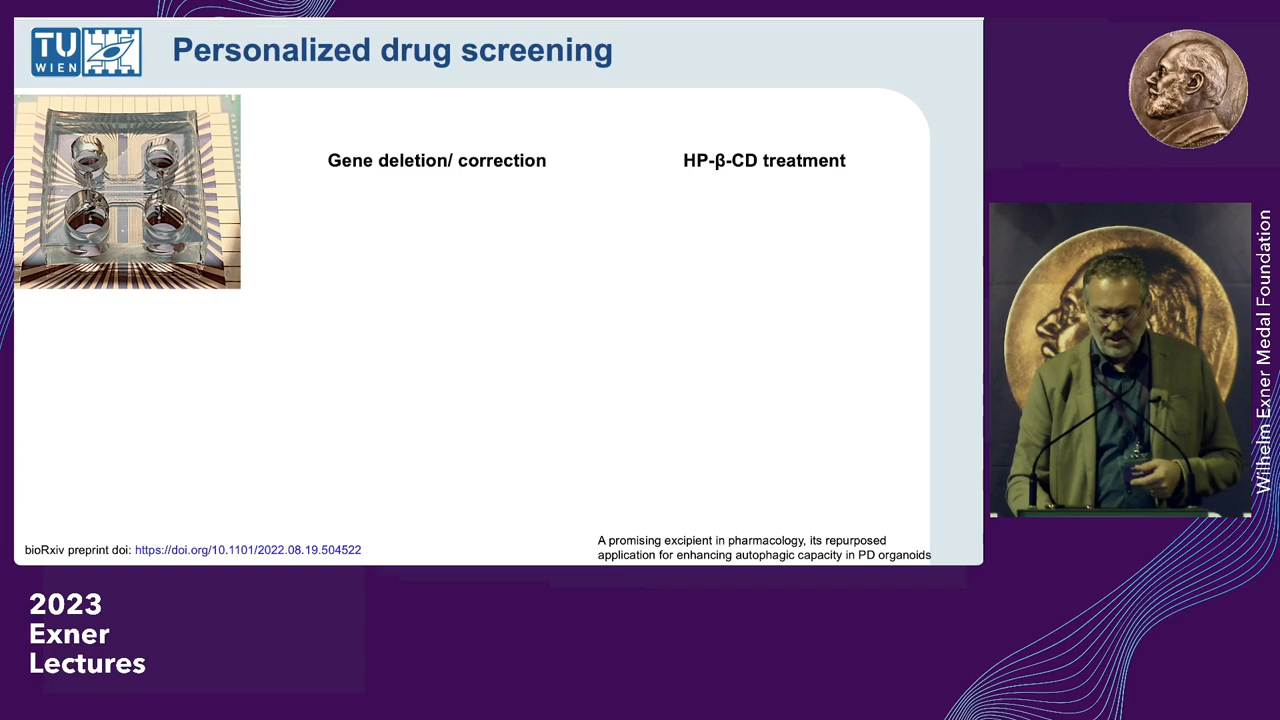 TU
WIEN
Personalized drug screening
Gene deletion/ correction
HP-β-CD treatment
bioRxiv preprint doi: https://doi.org/10.1101/2022.08.19.504522
A promising excipient in pharmacology, its repurposed
application for enhancing autophagic capacity in PD organoids
Wilhelm Exner Medal Foundation
2023
Exner
Lectures